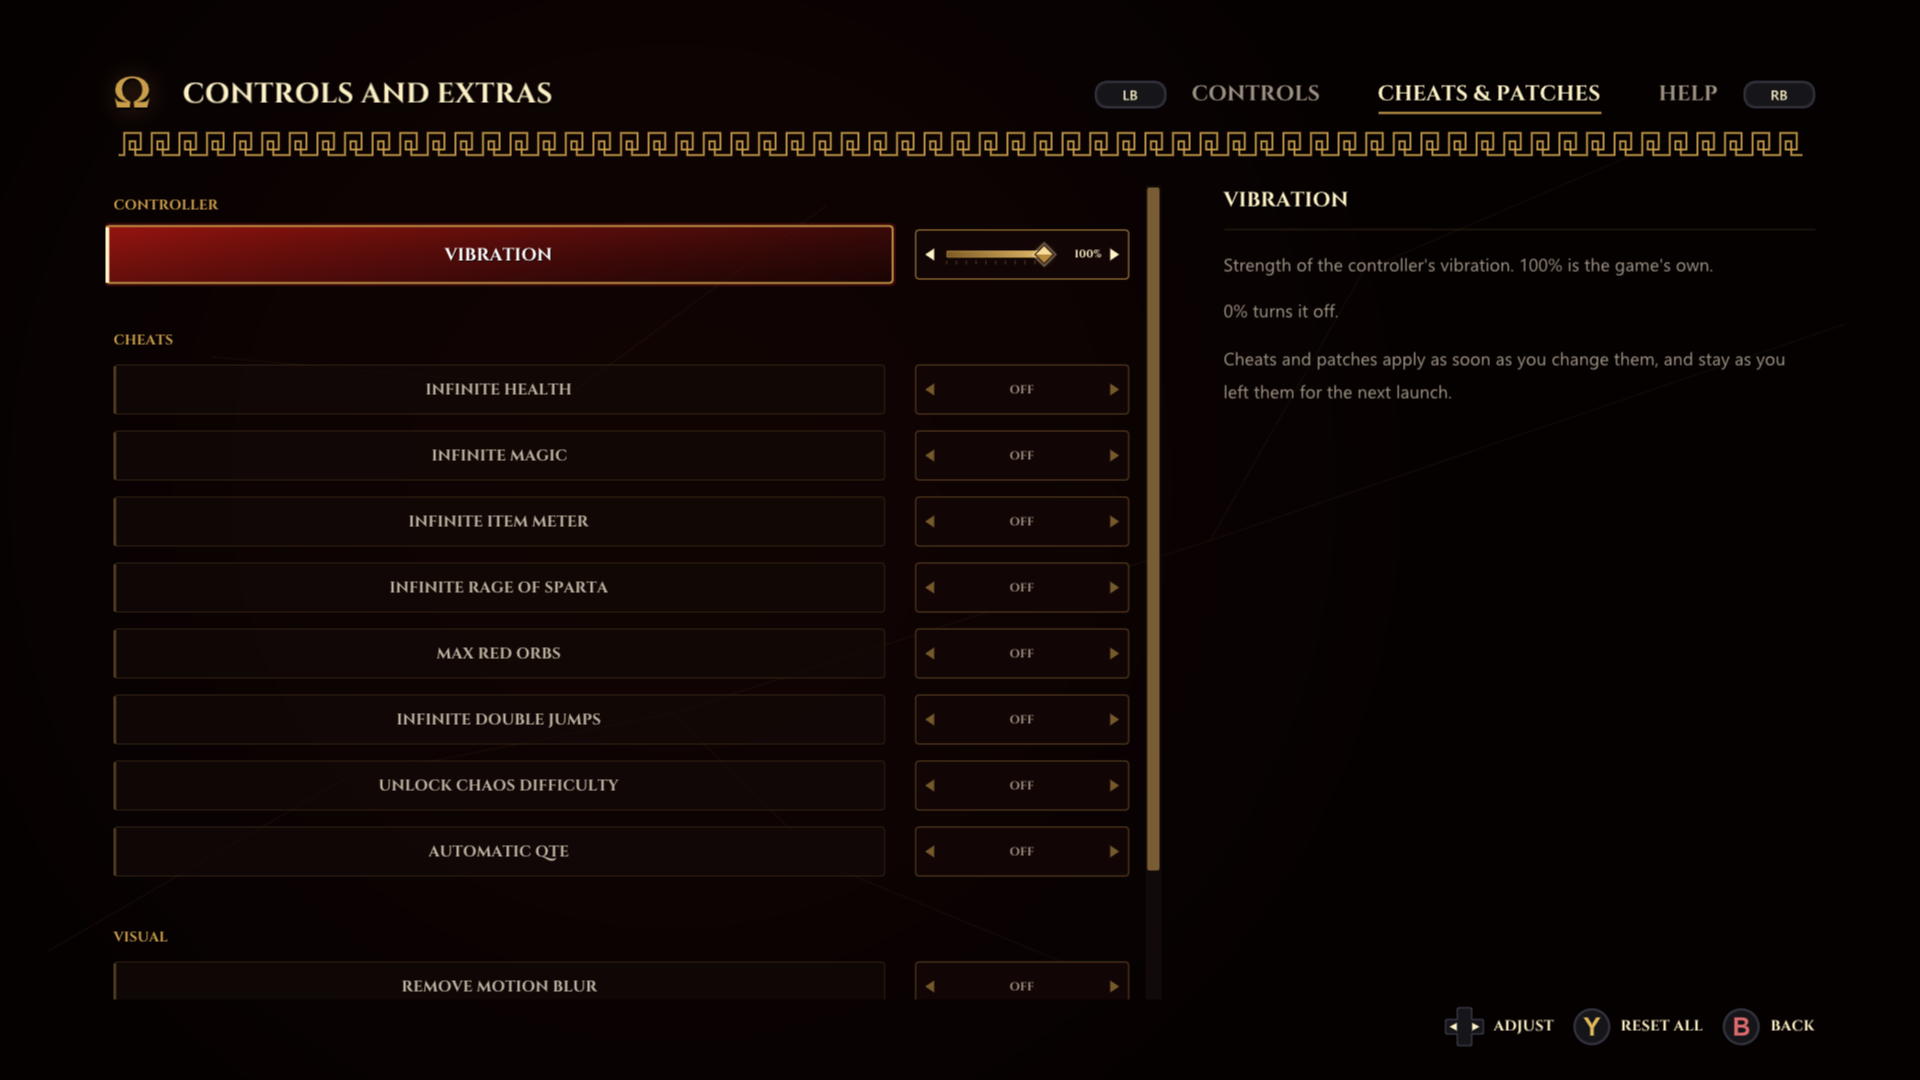 Ω CONTROLS AND EXTRAS
LB CONTROLS CHEATS & PATCHES HELP RB
CONTROLLER
VIBRATION 100%
CHEATS
INFINITE HEALTH OFF
INFINITE MAGIC OFF
INFINITE ITEM METER OFF
INFINITE RAGE OF SPARTA OFF
MAX RED ORBS OFF
INFINITE DOUBLE JUMPS OFF
UNLOCK CHAOS DIFFICULTY OFF
AUTOMATIC QTE OFF
VISUAL
REMOVE MOTION BLUR OFF
VIBRATION
Strength of the controller's vibration. 100% is the game's own.
0% turns it off.
Cheats and patches apply as soon as you change them, and stay as you
left them for the next launch.
ADJUST Y RESET ALL B BACK